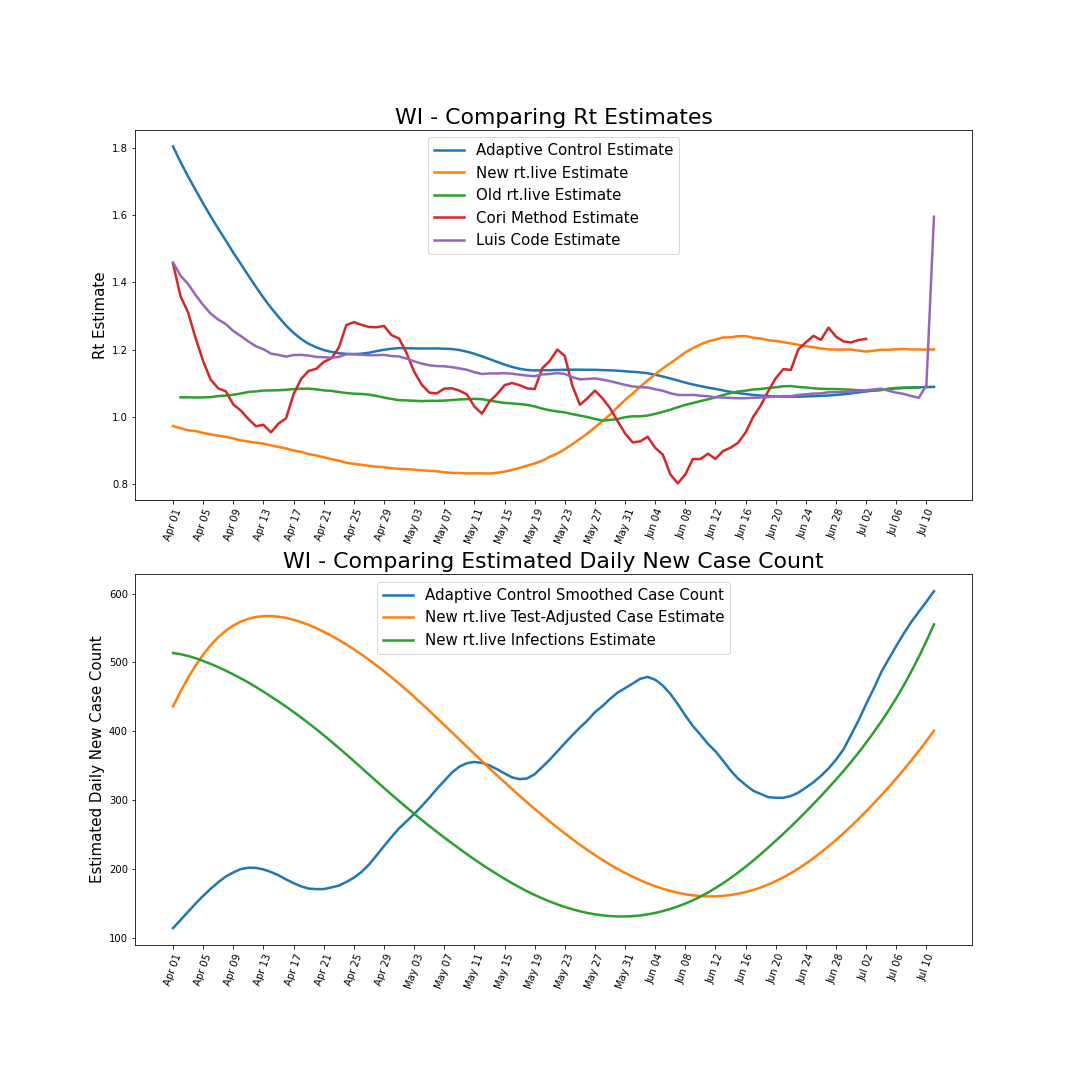 WI - Comparing Rt Estimates
Adaptive Control Estimate
New rt.live Estimate
Old rt.live Estimate
Cori Method Estimate
Luis Code Estimate
Rt Estimate
1.8
1.6
1.4
1.2
1.0
0.8
Apr 01 Apr 05 Apr 09 Apr 13 Apr 17 Apr 21 Apr 25 Apr 29 May 03 May 07 May 11 May 15 May 19 May 23 May 27 May 31 Jun 04 Jun 08 Jun 12 Jun 16 Jun 20 Jun 24 Jun 28 Jul 02 Jul 06 Jul 10
WI - Comparing Estimated Daily New Case Count
Adaptive Control Smoothed Case Count
New rt.live Test-Adjusted Case Estimate
New rt.live Infections Estimate
Estimated Daily New Case Count
600
500
400
300
200
100
Apr 01 Apr 05 Apr 09 Apr 13 Apr 17 Apr 21 Apr 25 Apr 29 May 03 May 07 May 11 May 15 May 19 May 23 May 27 May 31 Jun 04 Jun 08 Jun 12 Jun 16 Jun 20 Jun 24 Jun 28 Jul 02 Jul 06 Jul 10